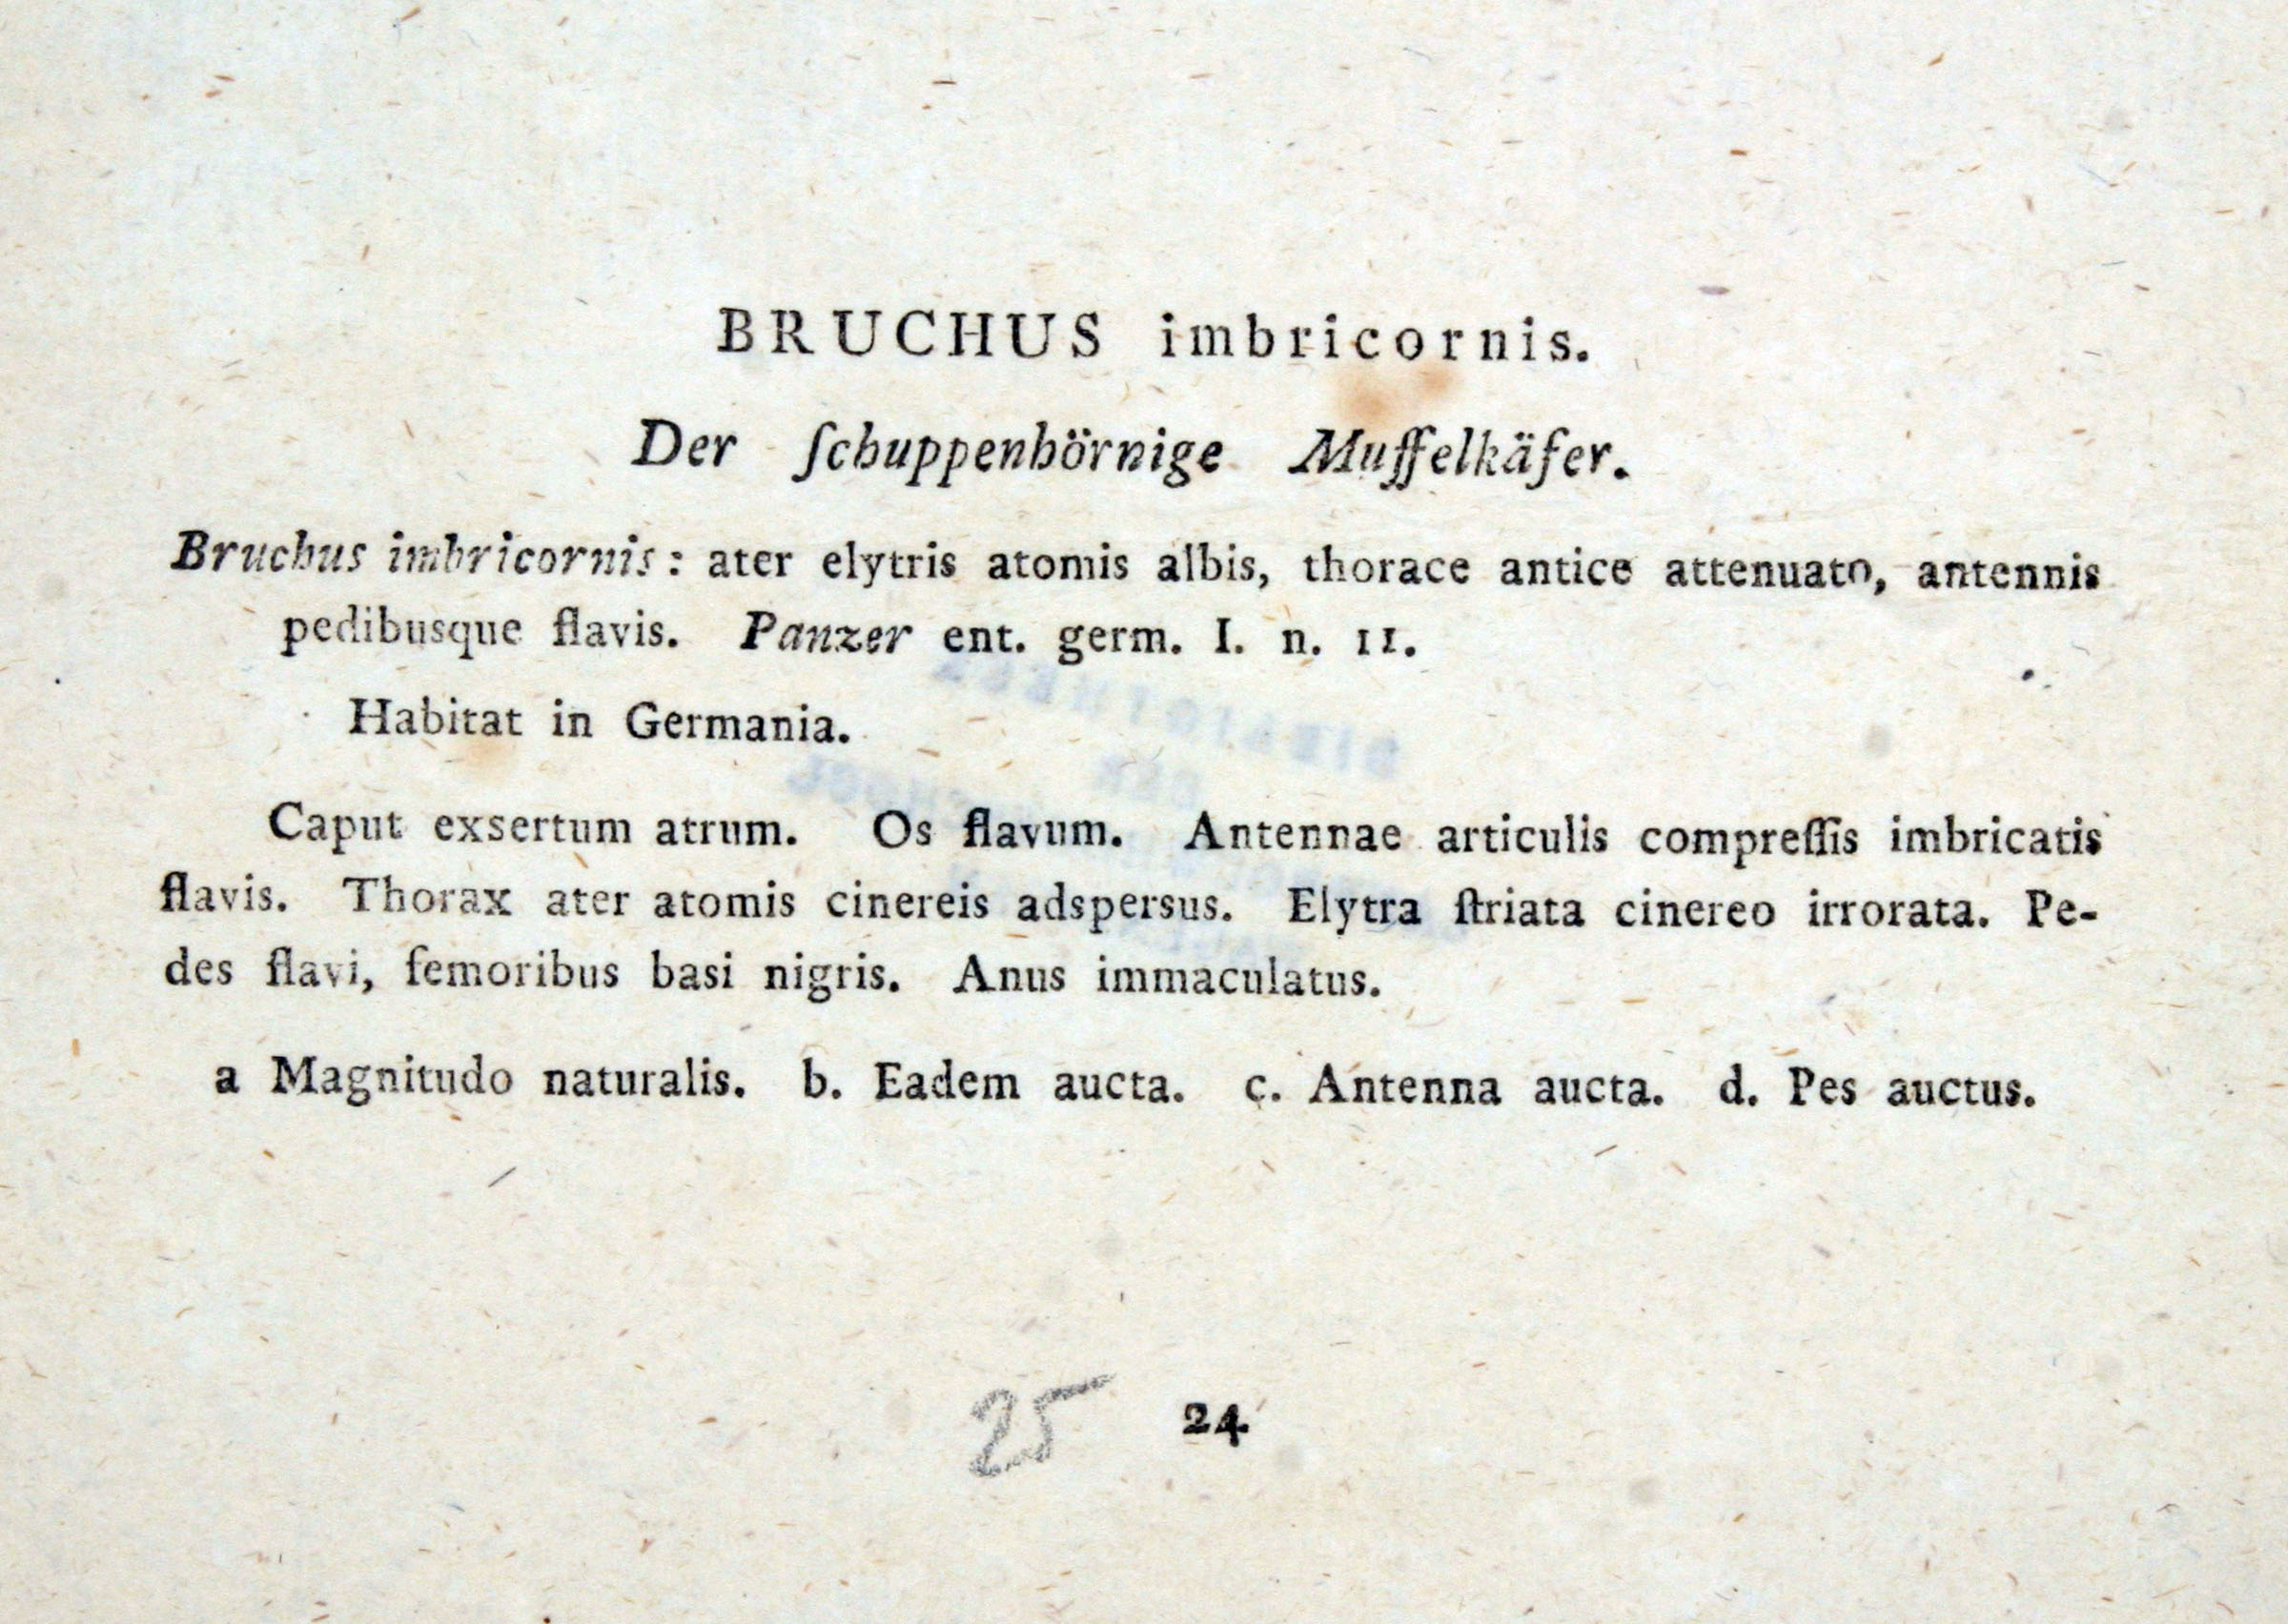 BRUCHUS imbricornis.
Der ſchuppenhörnige Muffelkäfer.
Bruchus imbricornis: ater elytris atomis albis, thorace antice attenuato, antennis
pedibusque flavis. Panzer ent. germ. I. n. 11.
Habitat in Germania.
Caput exsertum atrum. Os flavum. Antennae articulis compreſſis imbricatis
flavis. Thorax ater atomis cinereis adspersus. Elytra ſtriata cinereo irrorata. Pe-
des flavi, femoribus basi nigris. Anus immaculatus.
a Magnitudo naturalis. b. Eadem aucta. c. Antenna aucta. d. Pes auctus.
25 24